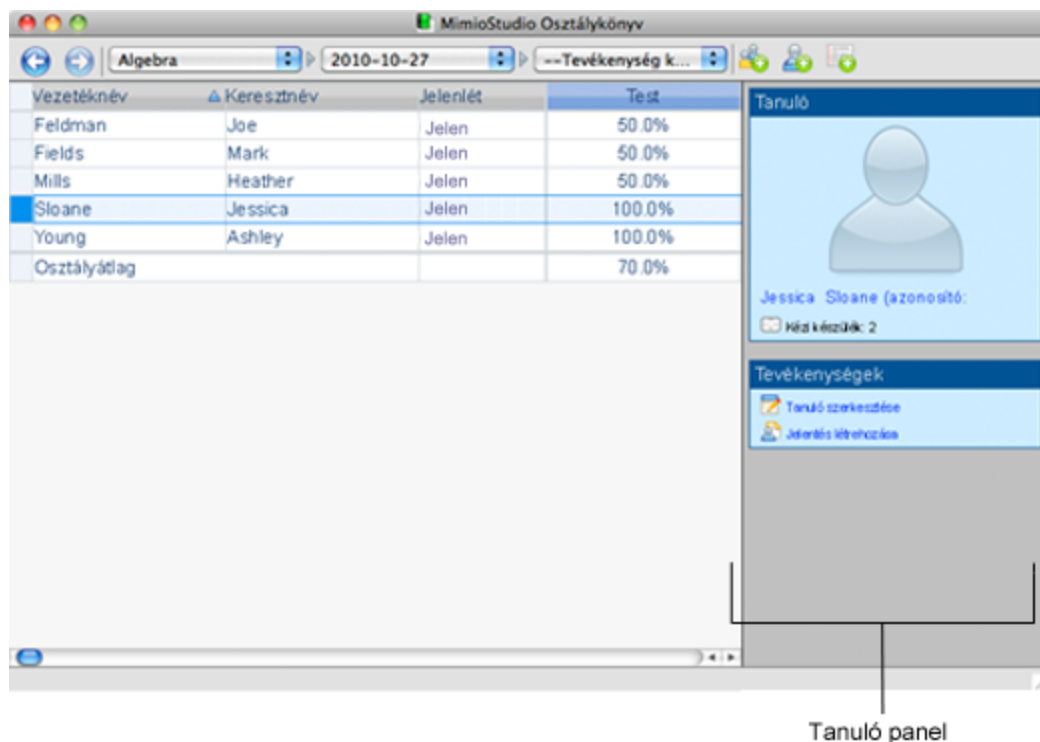 MimioStudio Osztálykönyv
Algebra 2010-10-27 --Tevékenység k...
Vezetéknév Keresztnév Jelenlét Test
Feldman Joe Jelen 50.0%
Fields Mark Jelen 50.0%
Mills Heather Jelen 50.0%
Sloane Jessica Jelen 100.0%
Young Ashley Jelen 100.0%
Osztályátlag 70.0%
Tanuló
Jessica Sloane (azonosító:
Kézi készülék: 2
Tevékenységek
Tanuló szerkesztése
Jelentés létrehozása
Tanuló panel